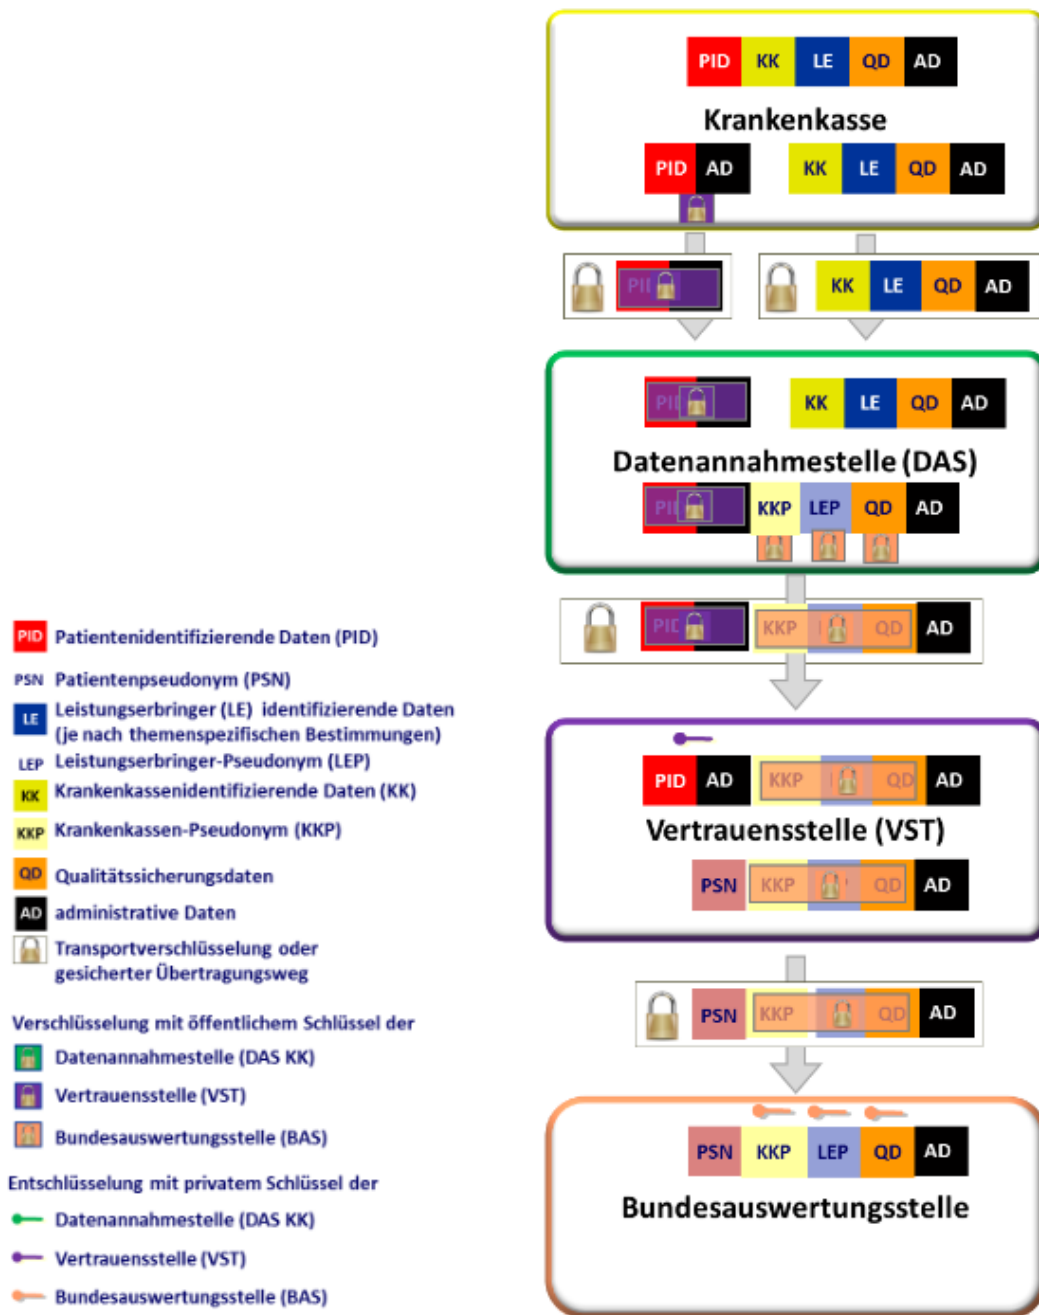 PID KK LE QD AD
Krankenkasse
PID AD KK LE QD AD
PID KK LE QD AD
PID KK LE QD AD
Datenannahmestelle (DAS)
PID KKP LEP QD AD
PID KKP QD AD
PID AD KKP QD AD
Vertrauensstelle (VST)
PSN KKP QD AD
PSN KKP QD AD
PSN KKP LEP QD AD
Bundesauswertungsstelle
PID Patientenidentifizierende Daten (PID)
PSN Patientenpseudonym (PSN)
LE Leistungserbringer (LE) identifizierende Daten
(je nach themenspezifischen Bestimmungen)
LEP Leistungserbringer-Pseudonym (LEP)
KK Krankenkassenidentifizierende Daten (KK)
KKP Krankenkassen-Pseudonym (KKP)
QD Qualitätssicherungsdaten
AD administrative Daten
Transportverschlüsselung oder
gesicherter Übertragungsweg
Verschlüsselung mit öffentlichem Schlüssel der
Datenannahmestelle (DAS KK)
Vertrauensstelle (VST)
Bundesauswertungsstelle (BAS)
Entschlüsselung mit privatem Schlüssel der
Datenannahmestelle (DAS KK)
Vertrauensstelle (VST)
Bundesauswertungsstelle (BAS)